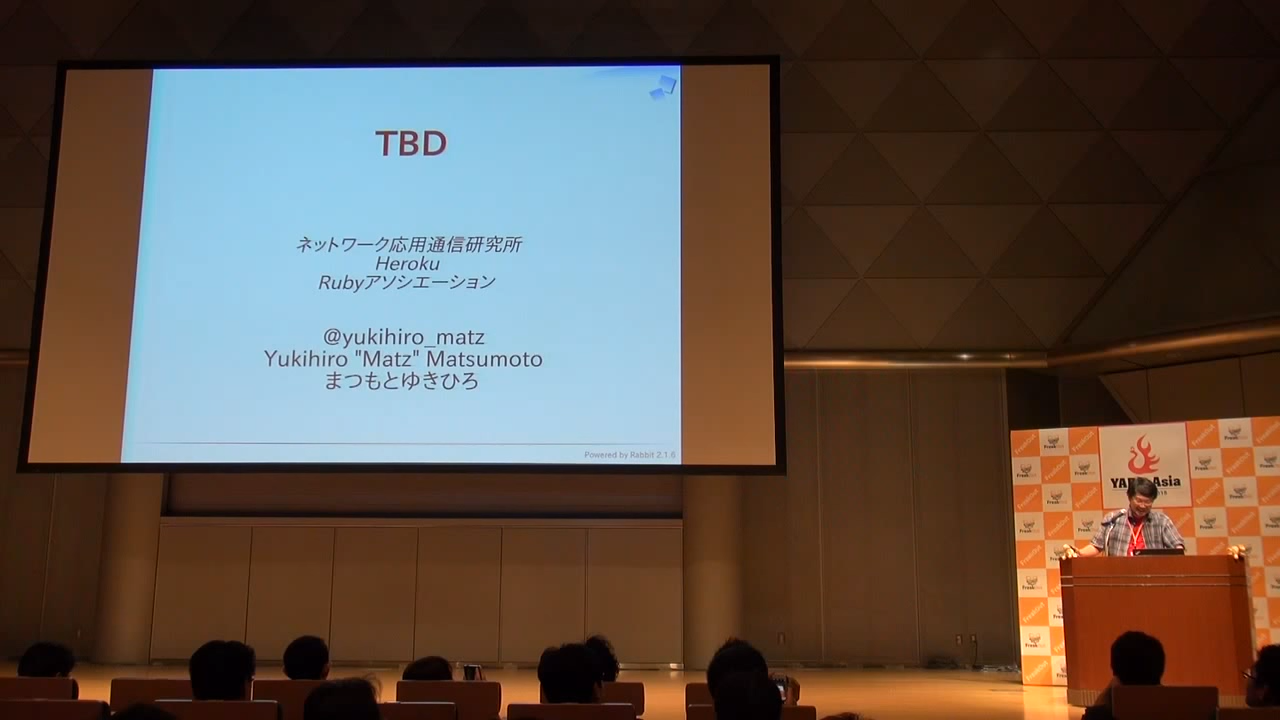 TBD
ネットワーク応用通信研究所
Heroku
Rubyアソシエーション
@yukihiro_matz
Yukihiro "Matz" Matsumoto
まつもとゆきひろ
Powered by Rabbit 2.1.6
Asia
FreakOut